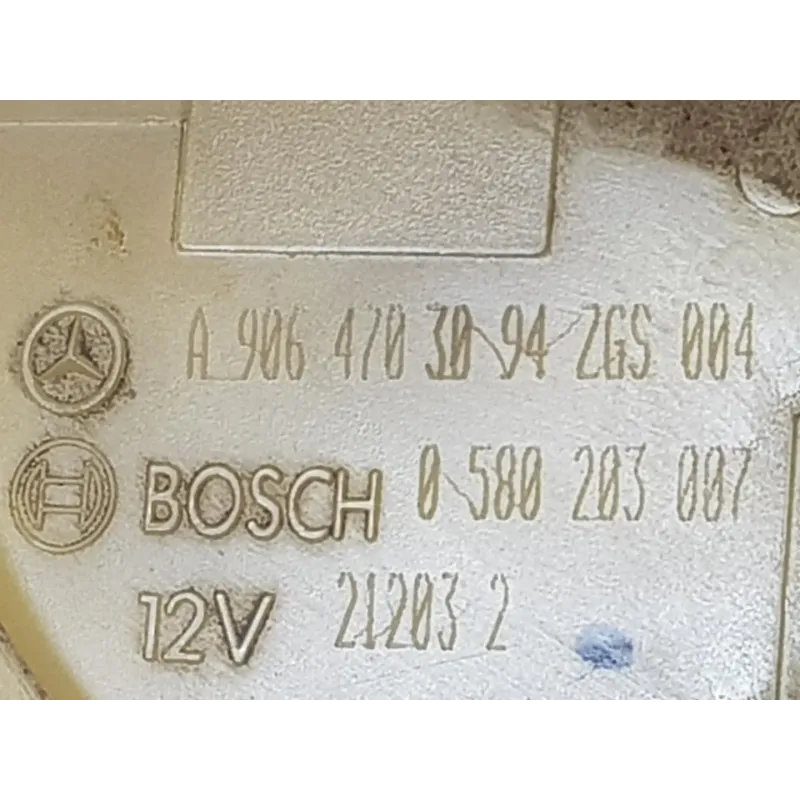 A 906 470 30 94 ZGS 004
BOSCH 0 580 203 007
12V 21203 2